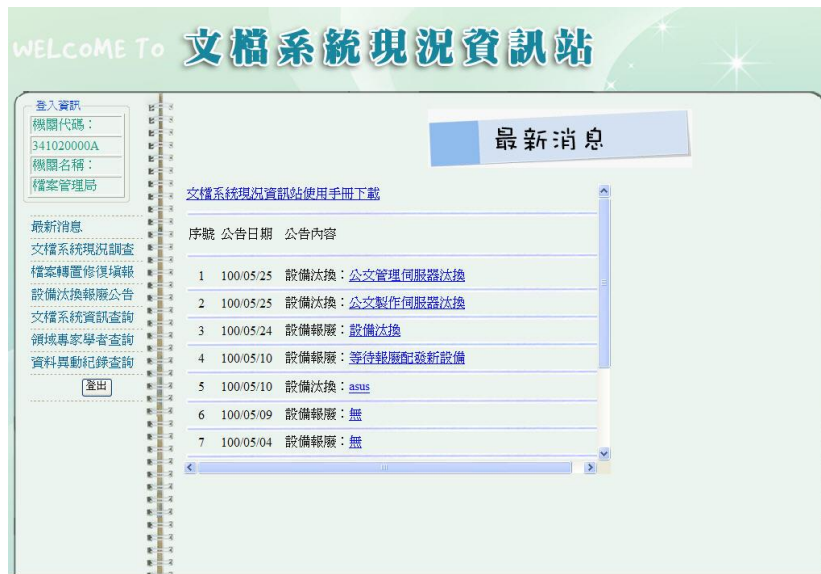 WELCOME To 文檔系統現況資訊站
登入資訊
機關代碼：
341020000A
機關名稱：
檔案管理局
最新消息
文檔系統現況調查
檔案轉置修復填報
設備汰換報廢公告
文檔系統資訊查詢
領域專家學者查詢
資料異動紀錄查詢
登出
最新消息
文檔系統現況資訊站使用手冊下載
序號 公告日期 公告內容
1 100/05/25 設備汰換：公文管理伺服器汰換
2 100/05/25 設備汰換：公文製作伺服器汰換
3 100/05/24 設備報廢：設備汰換
4 100/05/10 設備報廢：等待報廢配發新設備
5 100/05/10 設備汰換：asus
6 100/05/09 設備報廢：無
7 100/05/04 設備報廢：無